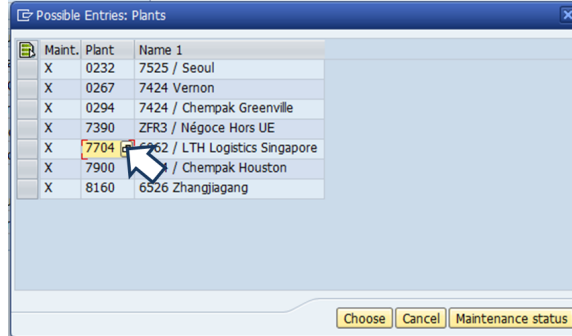 Possible Entries: Plants
Maint. Plant Name 1
X 0232 7525 / Seoul
X 0267 7424 Vernon
X 0294 7424 / Chempak Greenville
X 7390 ZFR3 / Négoce Hors UE
X 7704 / LTH Logistics Singapore
X 7900 / Chempak Houston
X 8160 6526 Zhangjiagang
Choose Cancel Maintenance status